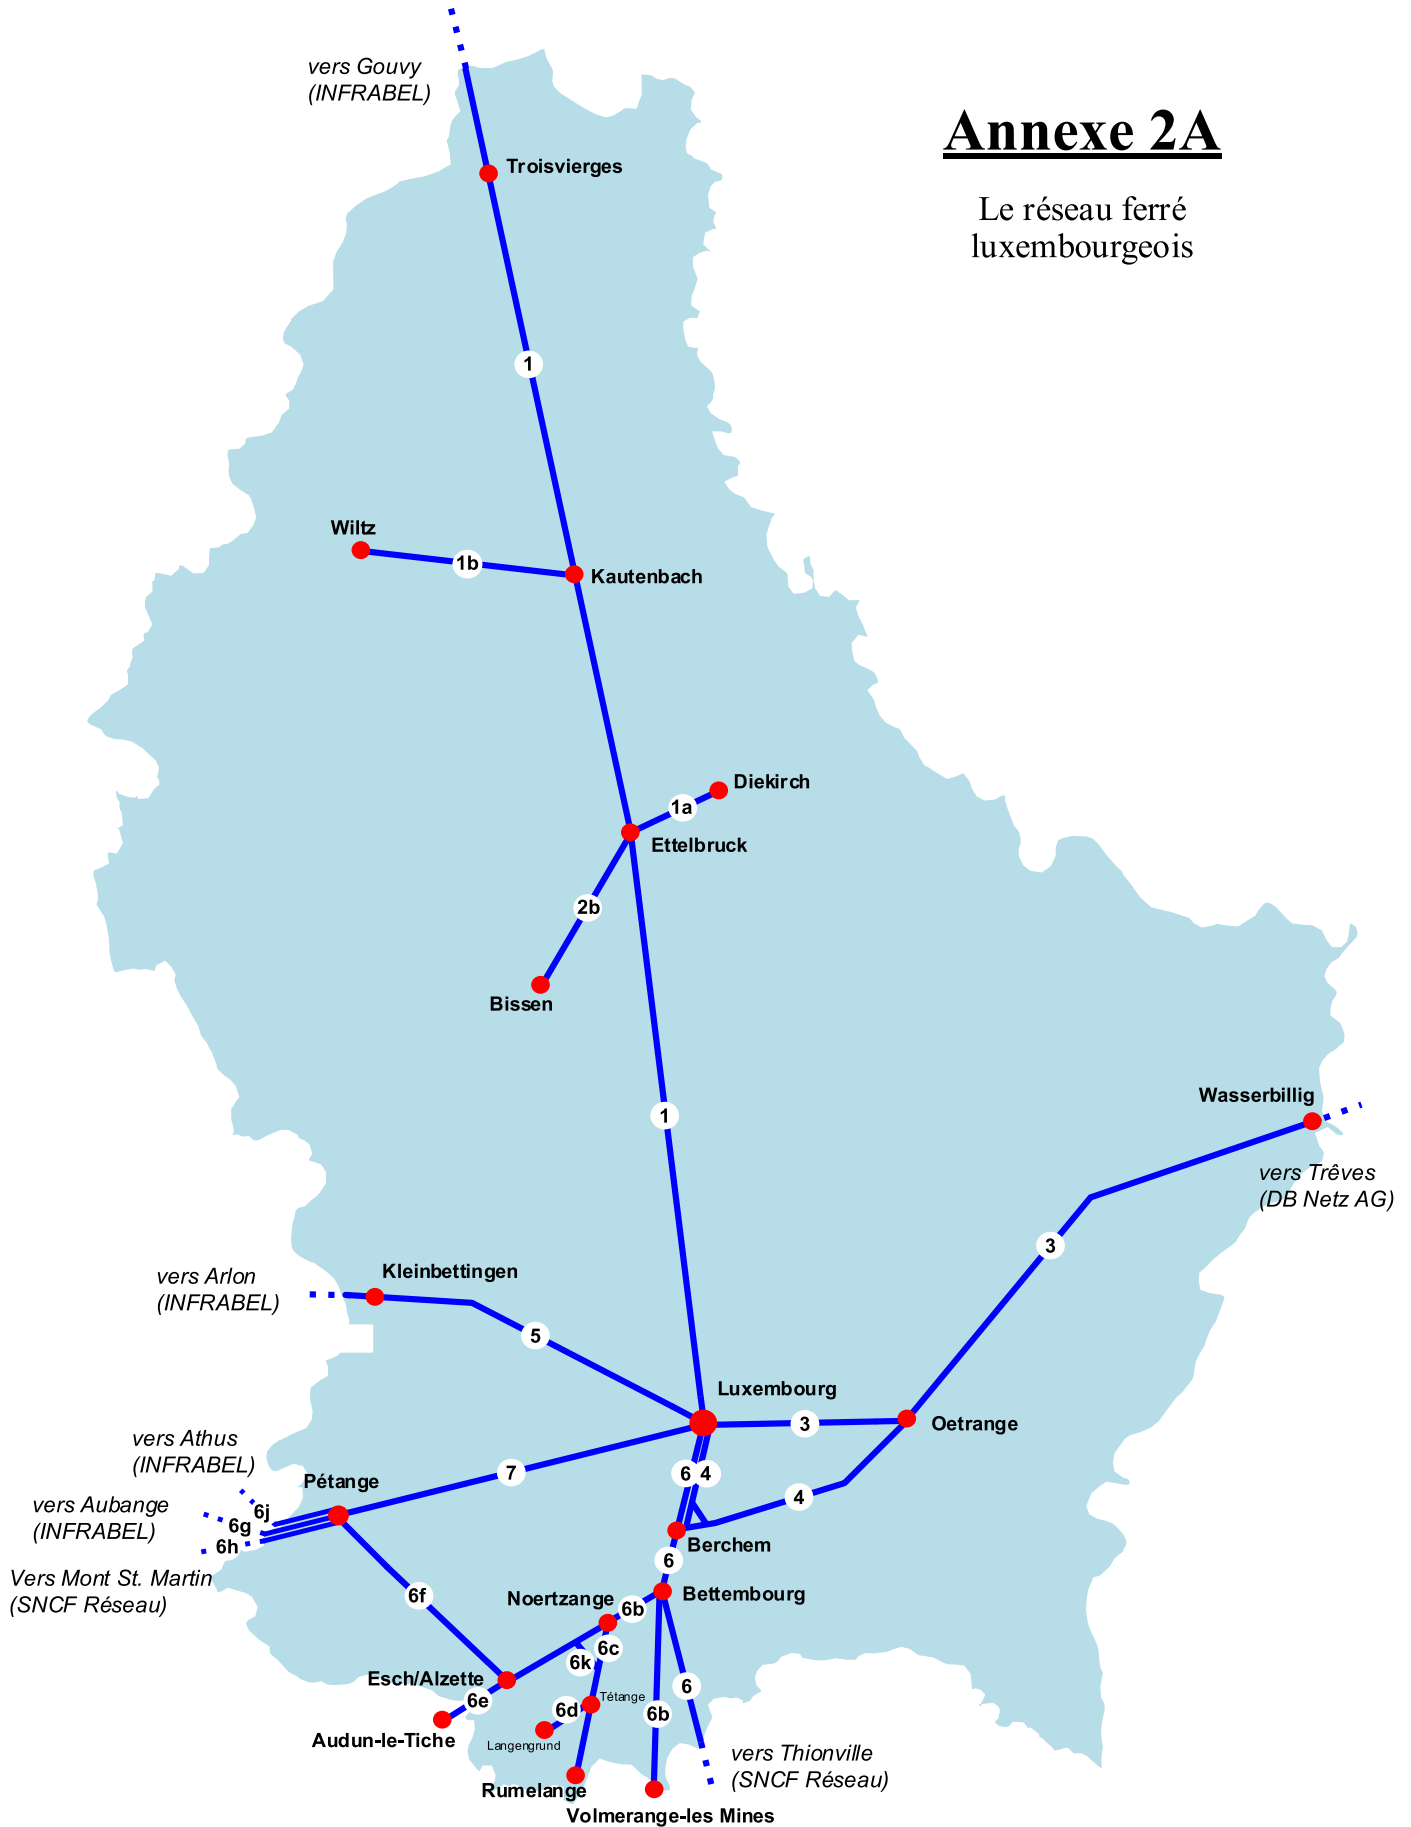 vers Gouvy
(INFRABEL)
Annexe 2A
Le réseau ferré
luxembourgeois
Troisvierges
1
Wiltz
1b
Kautenbach
Diekirch
1a
Ettelbruck
2b
Bissen
1
Wasserbillig
vers Trêves
(DB Netz AG)
3
Kleinbettingen
vers Arlon
(INFRABEL)
5
Luxembourg
3
Oetrange
vers Athus
(INFRABEL)
Pétange
7
6 4
4
vers Aubange
(INFRABEL)
6j
6g
6h
Berchem
6
Vers Mont St. Martin
(SNCF Réseau)
6f
Noertzange
6b
Bettembourg
6c
6k
Esch/Alzette
6e
6
Tétange
6d
6b
Audun-le-Tiche
Langengrund
vers Thionville
(SNCF Réseau)
Rumelange
Volmerange-les Mines